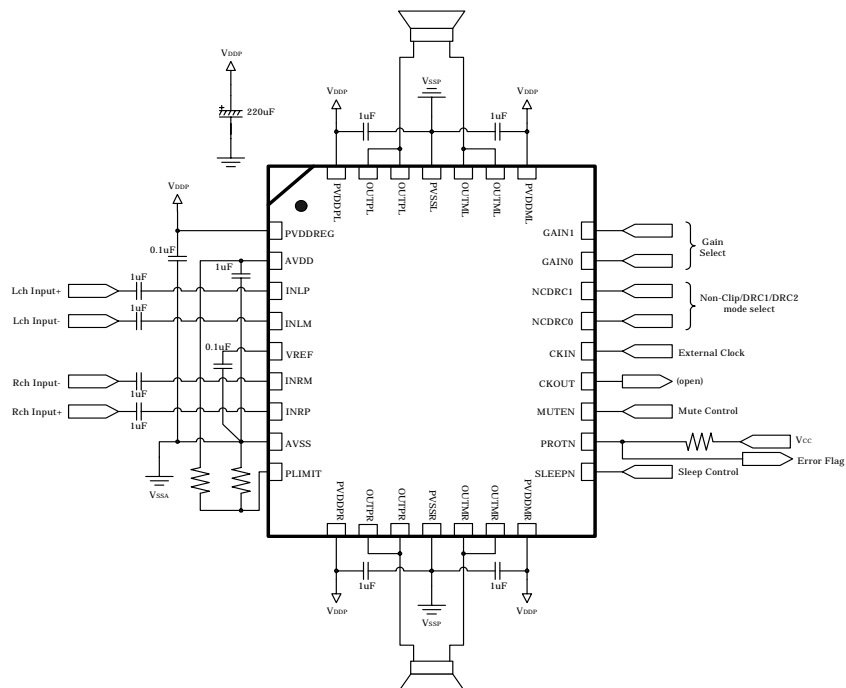 VDDP
220uF
VSSP
VDDP
VDDP
1uF
1uF
PVDDPL
OUTPL
OUTPL
PVSSL
OUTML
OUTML
PVDDML
VDDP
0.1uF
1uF
PVDDREG
AVDD
INLP
INLM
VREF
INRM
INRP
AVSS
PLIMIT
Lch Input+
1uF
Lch Input-
1uF
0.1uF
Rch Input-
1uF
Rch Input+
1uF
VSSA
GAIN1
GAIN0
Gain
Select
NCDRC1
NCDRC0
Non-Clip/DRC1/DRC2
mode select
CKIN
External Clock
CKOUT
(open)
MUTEN
Mute Control
PROTN
Vcc
Error Flag
SLEEPN
Sleep Control
PVDDPR
OUTPR
OUTPR
PVSSR
OUTMR
OUTMR
PVDDMR
1uF
1uF
VDDP
VSSP
VDDP